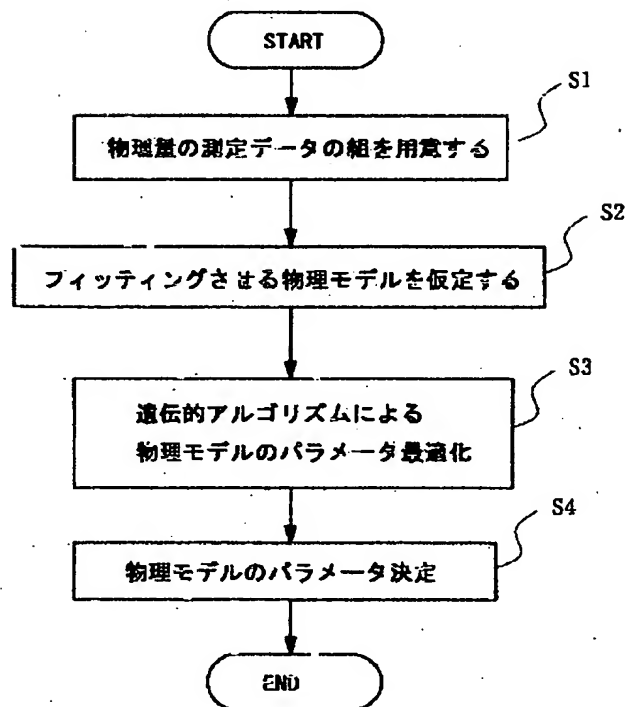 START
S1
物理量の測定データの組を用意する
S2
フィッティングさせる物理モデルを仮定する
S3
遺伝的アルゴリズムによる
物理モデルのパラメータ最適化
S4
物理モデルのパラメータ決定
END